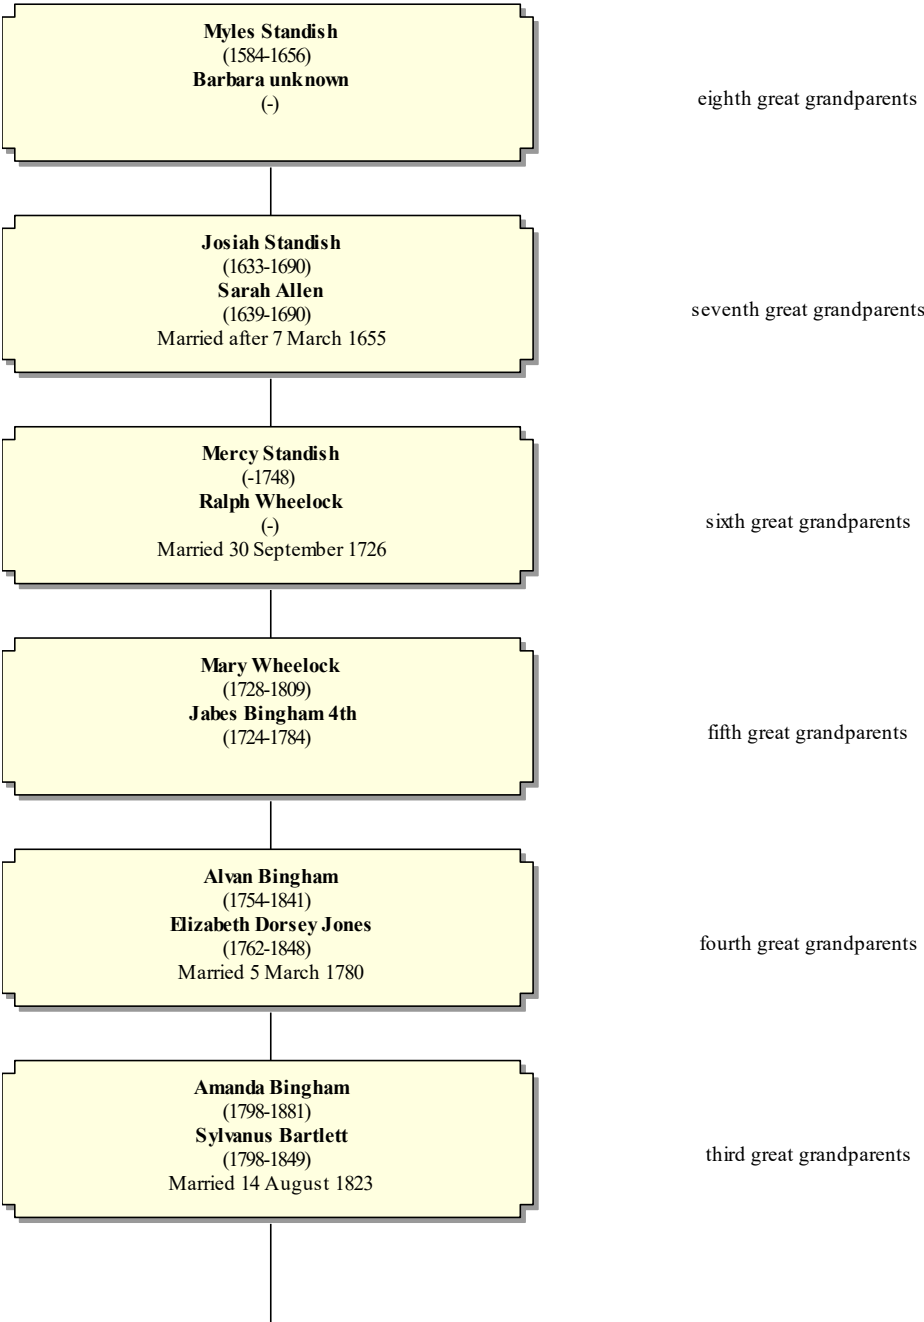 Myles Standish
(1584-1656)
Barbara unknown
(-)
eighth great grandparents
Josiah Standish
(1633-1690)
Sarah Allen
(1639-1690)
Married after 7 March 1655
seventh great grandparents
Mercy Standish
(-1748)
Ralph Wheelock
(-)
Married 30 September 1726
sixth great grandparents
Mary Wheelock
(1728-1809)
Jabes Bingham 4th
(1724-1784)
fifth great grandparents
Alvan Bingham
(1754-1841)
Elizabeth Dorsey Jones
(1762-1848)
Married 5 March 1780
fourth great grandparents
Amanda Bingham
(1798-1881)
Sylvanus Bartlett
(1798-1849)
Married 14 August 1823
third great grandparents